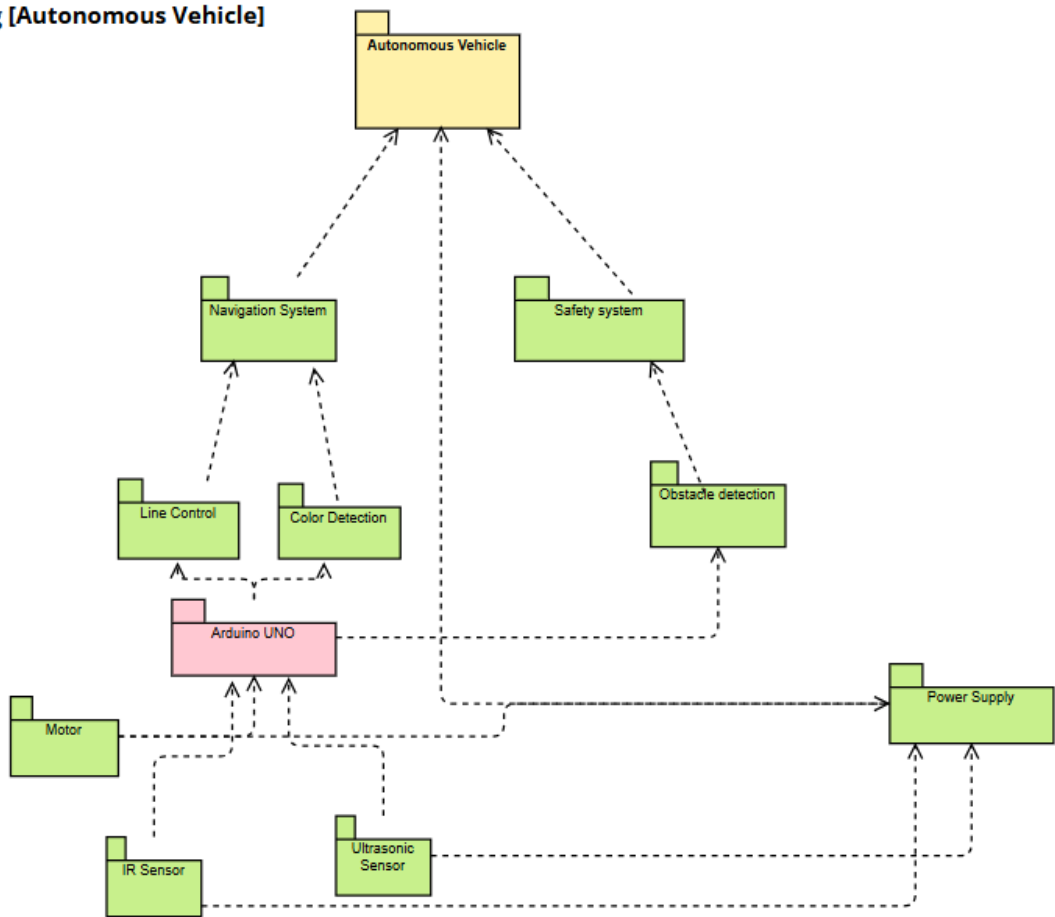 [Autonomous Vehicle]
Autonomous Vehicle
Navigation System
Safety system
Line Control
Color Detection
Obstacle detection
Arduino UNO
Power Supply
Motor
IR Sensor
Ultrasonic
Sensor